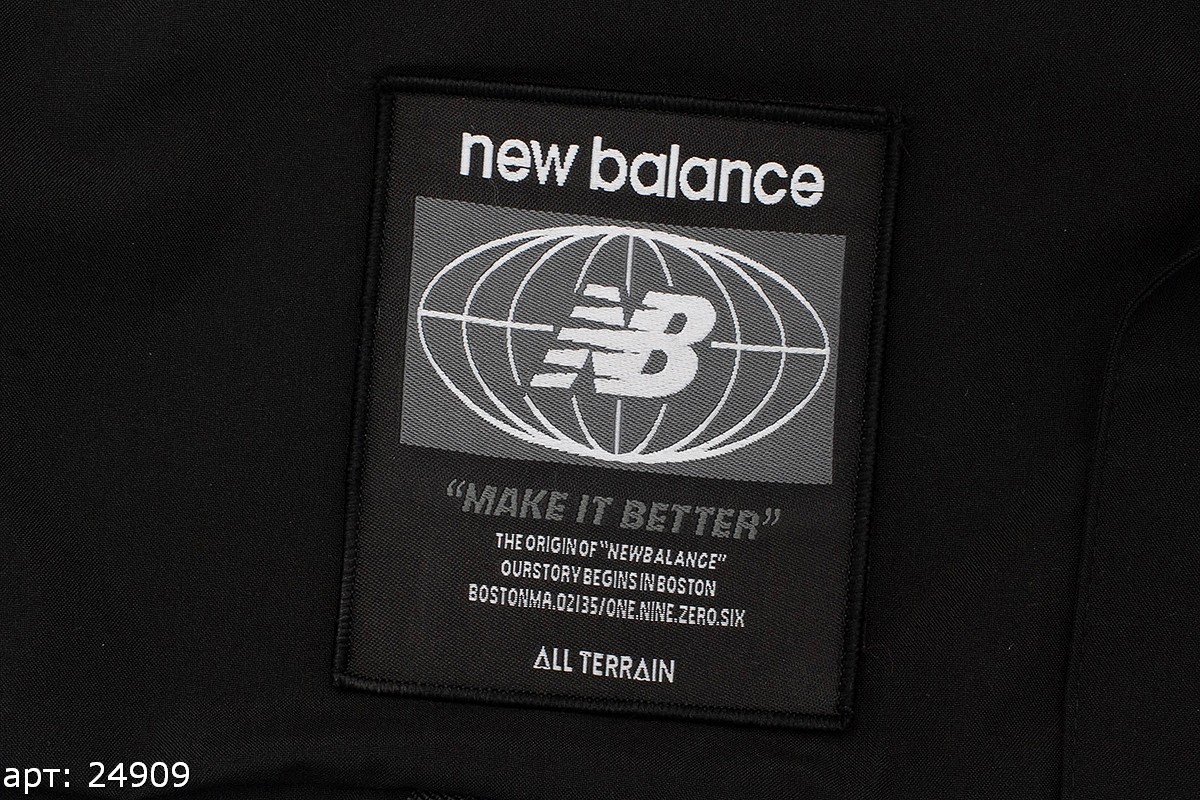 new balance
NB
“MAKE IT BETTER”
THE ORIGIN OF “NEWBALANCE”
OURSTORY BEGINS IN BOSTON
BOSTONMA.02135/ONE.NINE.ZERO.SIX
ALL TERRAIN
арт: 24909